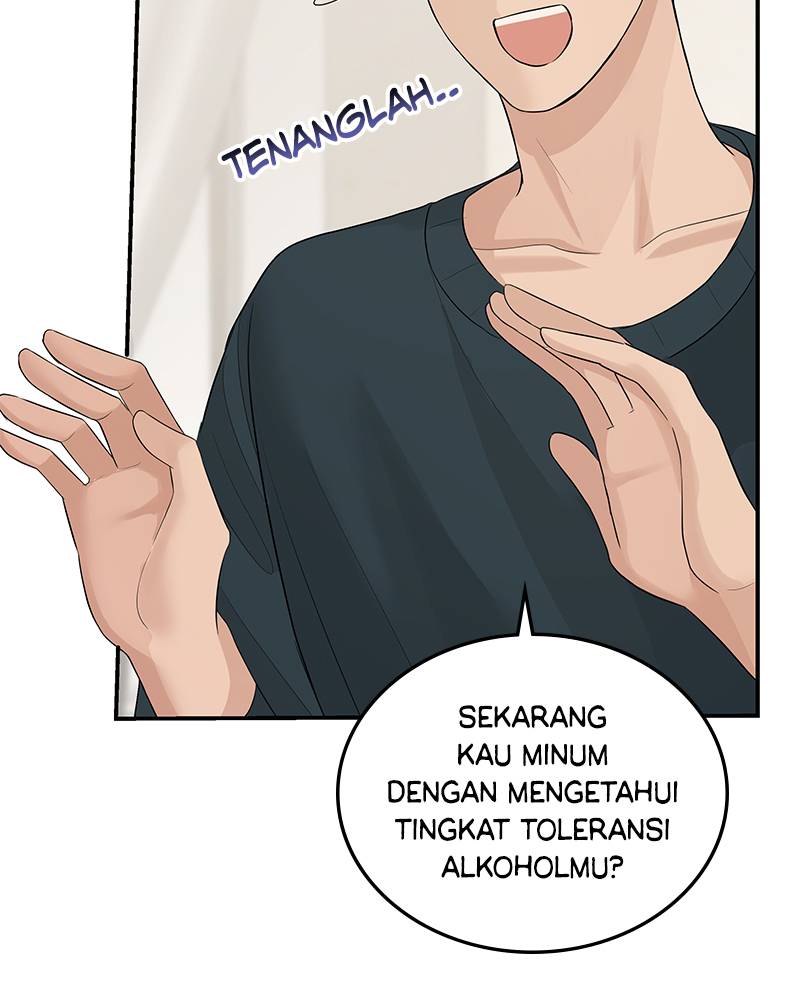 TENANGLAH..
SEKARANG
KAU MINUM
DENGAN MENGETAHUI
TINGKAT TOLERANSI
ALKOHOLMU?